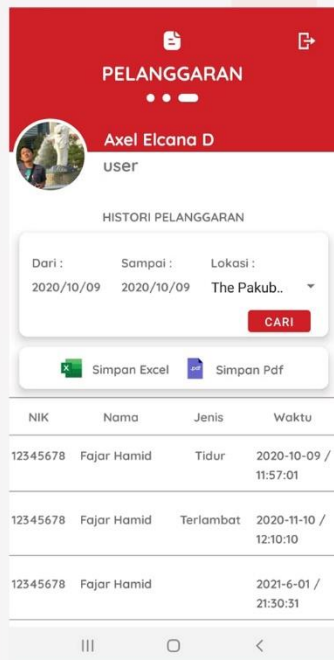 PELANGGARAN
Axel Elcana D
user
HISTORI PELANGGARAN
Dari : Sampai : Lokasi :
2020/10/09 2020/10/09 The Pakub..
CARI
Simpan Excel Simpan Pdf
NIK Nama Jenis Waktu
12345678 Fajar Hamid Tidur 2020-10-09 /
11:57:01
12345678 Fajar Hamid Terlambat 2020-11-10 /
12:10:10
12345678 Fajar Hamid 2021-6-01 /
21:30:31